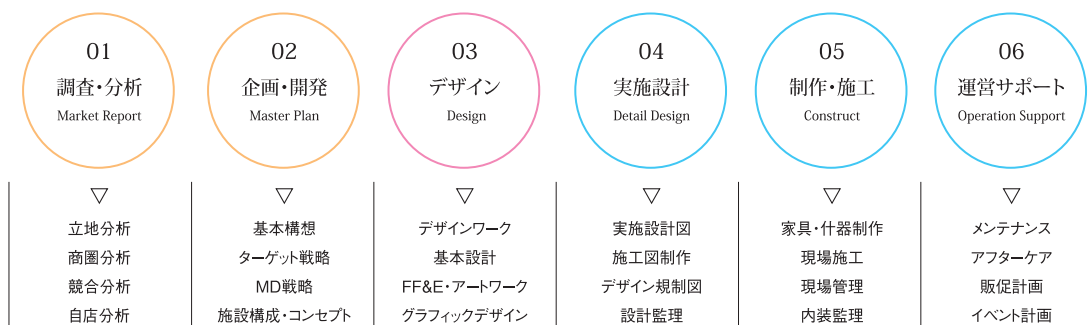 01
調査・分析
Market Report
02
企画・開発
Master Plan
03
デザイン
Design
04
実施設計
Detail Design
05
制作・施工
Construct
06
運営サポート
Operation Support
立地分析
商圏分析
競合分析
自店分析
基本構想
ターゲット戦略
MD戦略
施設構成・コンセプト
デザインワーク
基本設計
FF&E・アートワーク
グラフィックデザイン
実施設計図
施工図制作
デザイン規制図
設計監理
家具・什器制作
現場施工
現場管理
内装監理
メンテナンス
アフターケア
販促計画
イベント計画